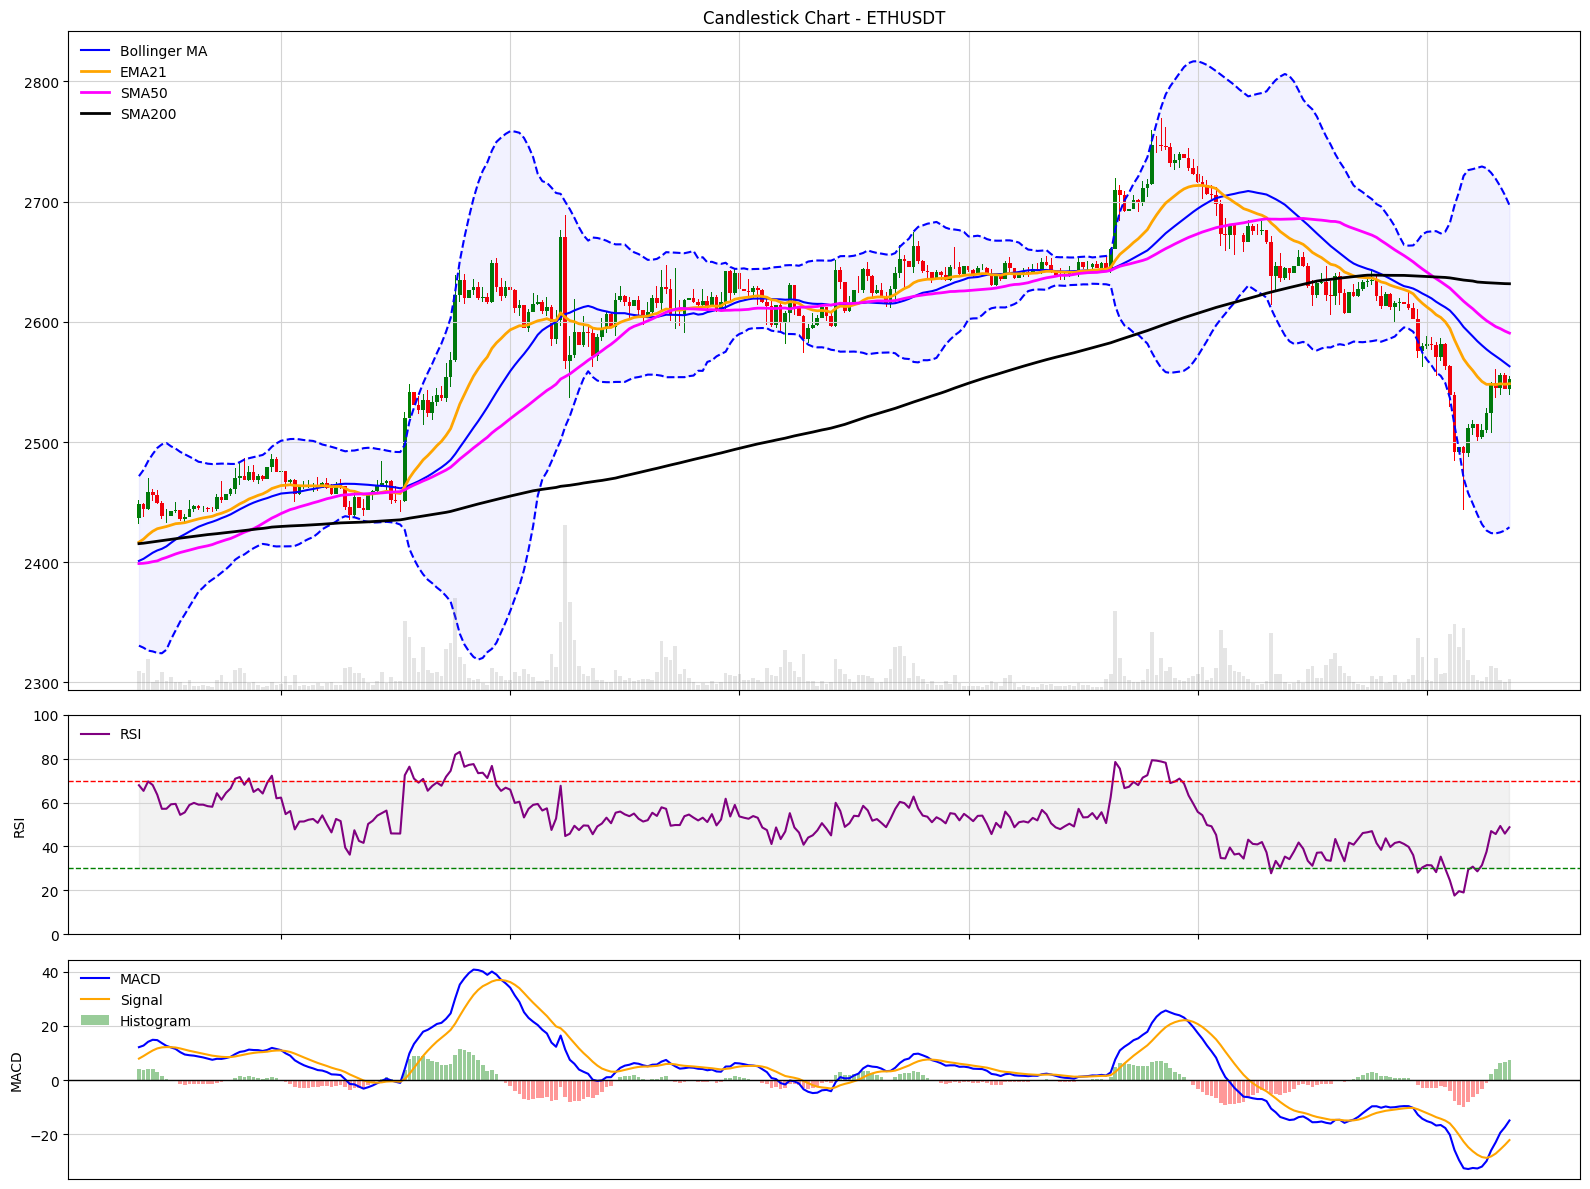 Candlestick Chart - ETHUSDT
Bollinger MA
EMA21
SMA50
SMA200
2800
2700
2600
2500
2400
2300
RSI
100
80
60
40
20
0
RSI
MACD
Signal
Histogram
40
20
0
−20
MACD